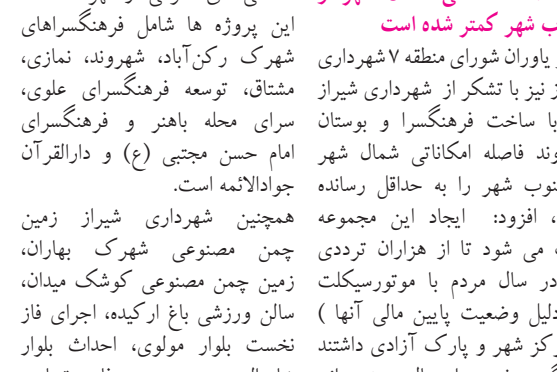 ب شهر کمتر شده است
یاوران شورای منطقه ۷ شهرداری
نیز با تشکر از شهرداری شیراز
با ساخت فرهنگسرا و بوستان
فاصله امکاناتی شمال شهر
شهر را به حداقل رسانده
، افزود: ایجاد این مجموعه
می شود تا از هزاران ترددی
در سال مردم با موتورسیکلت
دلیل وضعیت پایین مالی آنها )
کز شهر و پارک آزادی داشتند
این پروژه ها شامل فرهنگسراهای
شهرک رکن‌آباد، شهروند، نمازی،
مشتاق، توسعه فرهنگسرای علوی،
سرای محله باهنر و فرهنگسرای
امام حسن مجتبی (ع) و دارالقرآن
جوادالائمه است.
همچنین شهرداری شیراز زمین
چمن مصنوعی شهرک بهاران،
زمین چمن مصنوعی کوشک میدان،
سالن ورزشی باغ ارکیده، اجرای فاز
نخست بلوار مولوی، احداث بلوار